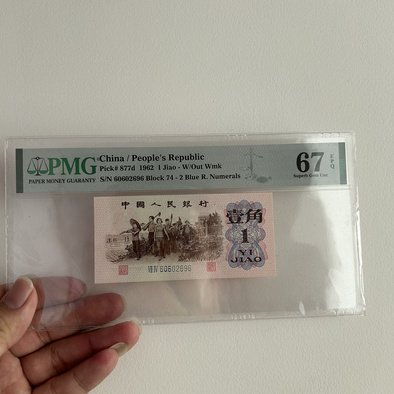 PMG
PAPER MONEY GUARANTY
China / People's Republic
Pick# 877d 1962 1 Jiao - W/Out Wmk
S/N 60602696 Block 74 - 2 Blue R. Numerals
67 EPQ
Superb Gem Unc
中国人民银行
壹角
1
YI
JIAO
60602696